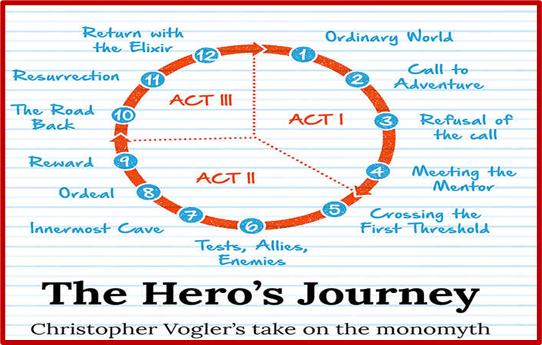 1
Ordinary World
2
Call to
Adventure
3
Refusal of
the call
4
Meeting the
Mentor
5
Crossing the
First Threshold
6
Tests, Allies,
Enemies
7
Innermost Cave
8
Ordeal
9
Reward
10
The Road
Back
11
Resurrection
12
Return with
the Elixir
ACT I
ACT II
ACT III
The Hero's Journey
Christopher Vogler's take on the monomyth